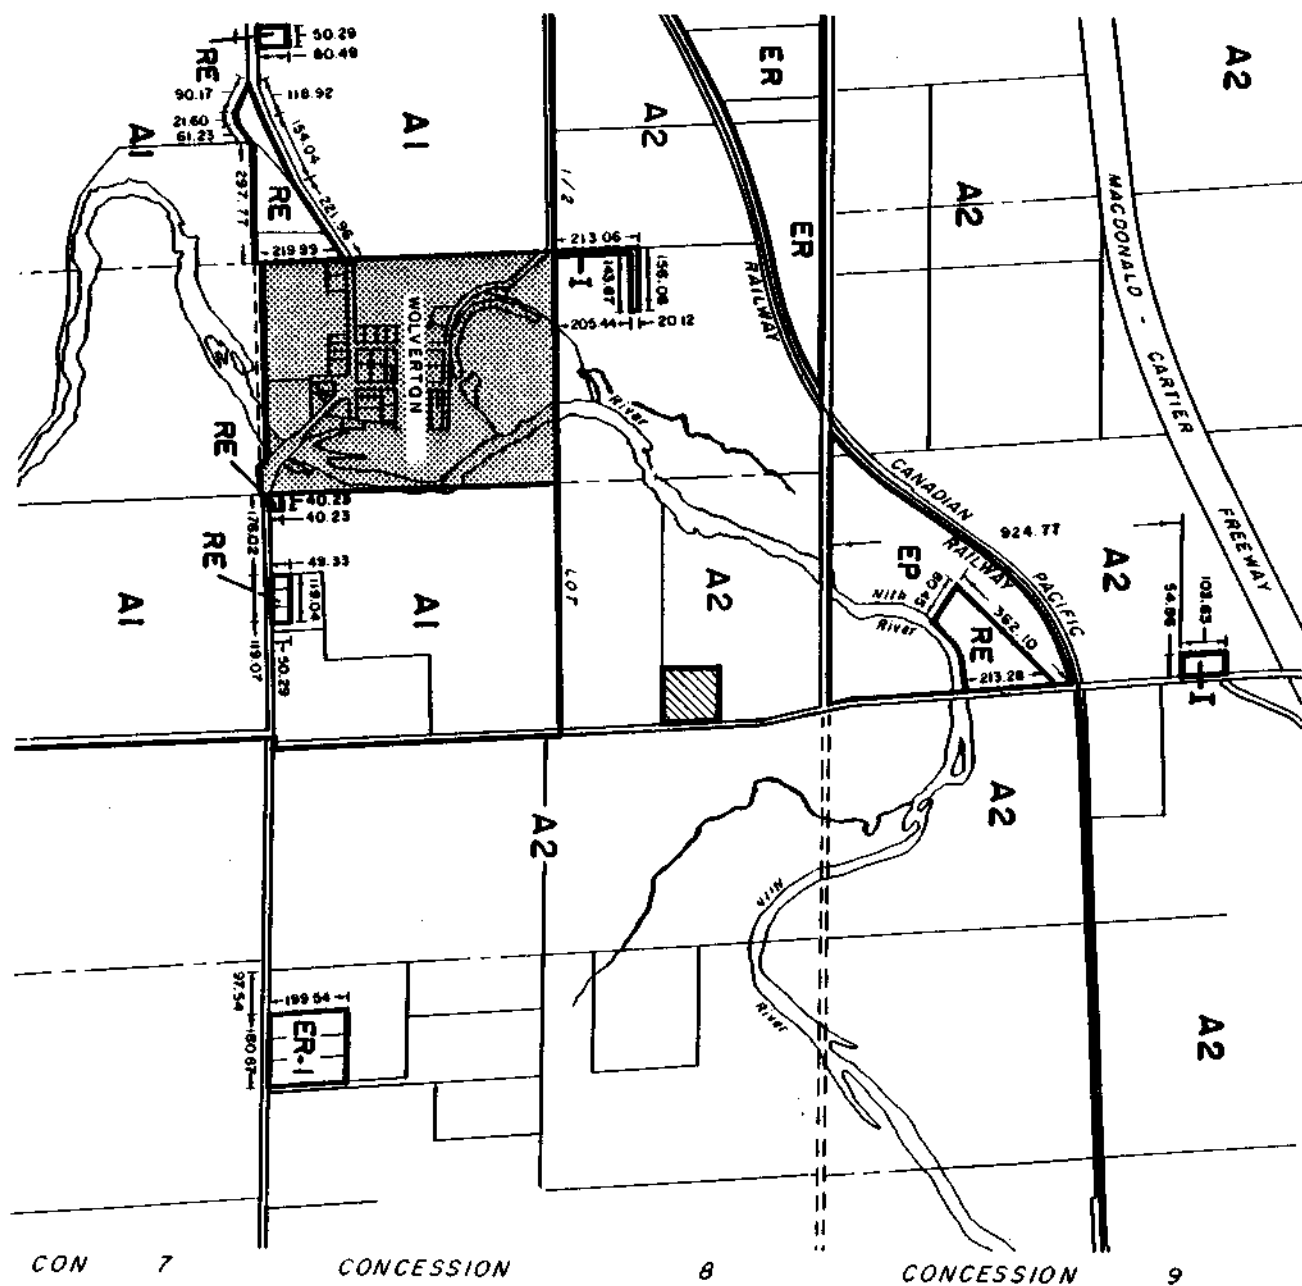 50.29
80.49
RE
90.17
118.92
21.60
61.23
154.04
A1
A1
297.77
RE
221.96
219.99
1/2
A2
ER
A2
A2
213.06
I
143.87
156.06
205.44
20.12
ER
RAILWAY
MACDONALD - CARTIER FREEWAY
WOLVERTON
River
RE
40.23
40.23
176.02
RE
49.33
119.04
50.29
119.07
A1
A1
LOT
A2
CANADIAN PACIFIC
RAILWAY
924.77
EP
Nith
River
RE
362.10
213.28
A2
54.86
103.63
I
A2
A2
Nith
River
97.54
199.54
ER-1
180.67
A2
CON 7
CONCESSION 8
CONCESSION 9